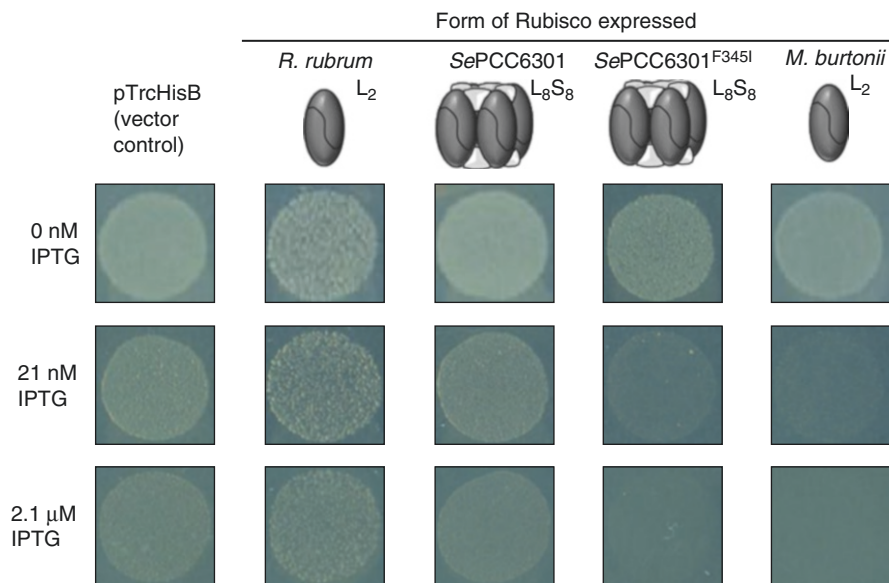 Form of Rubisco expressed
pTrcHisB
(vector
control)
R. rubrum
L₂
SePCC6301
L₈S₈
SePCC6301ᶠ³⁴⁵ᴵ
L₈S₈
M. burtonii
L₂
0 nM
IPTG
21 nM
IPTG
2.1 µM
IPTG